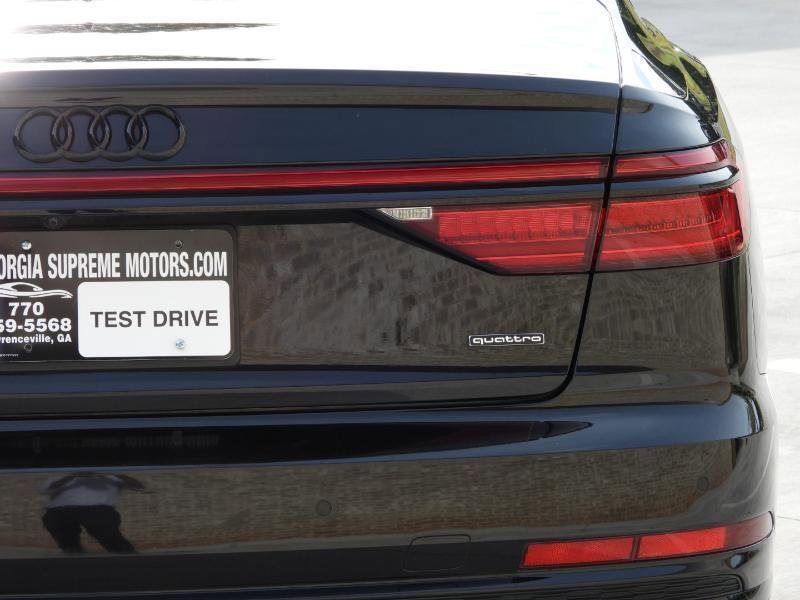 ORGIA SUPREME MOTORS.COM
770
59-5568
renceville, GA
TEST DRIVE
quattro